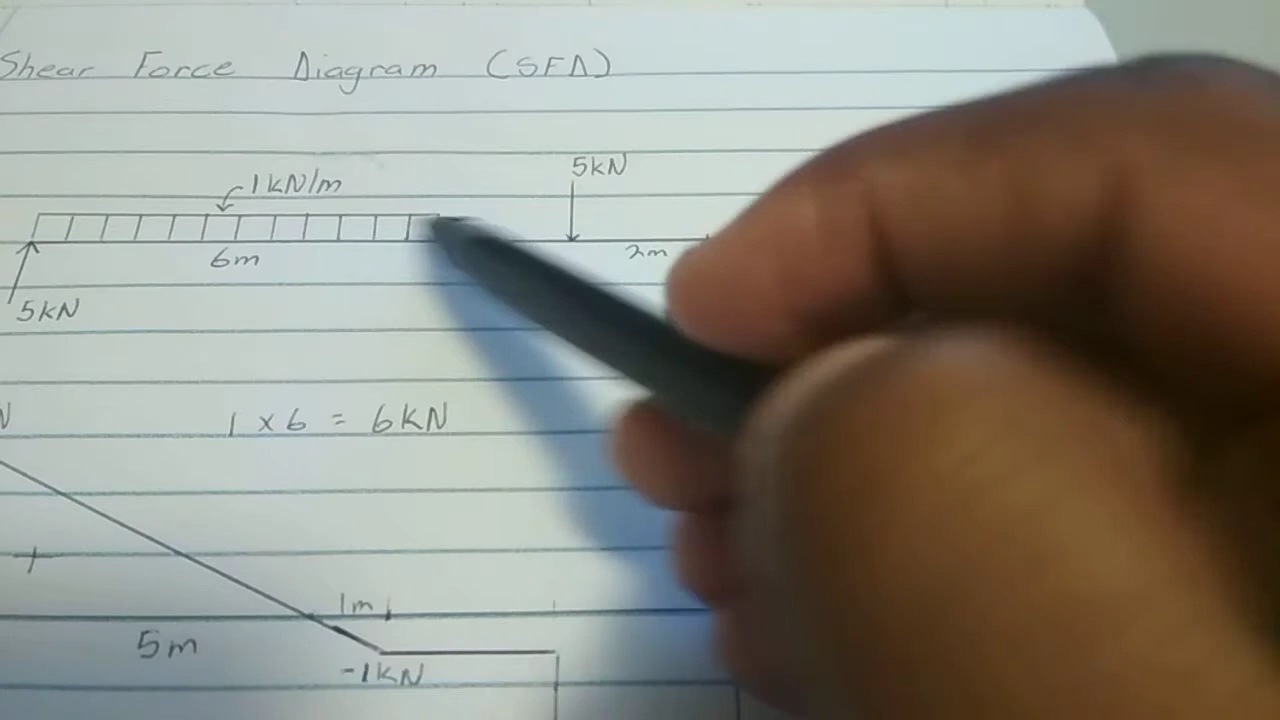 Shear Force Diagram (SFD)
5kN
1kN/m
6m
2m
5kN
1 x 6 = 6kN
+
1m
5m
-1kN